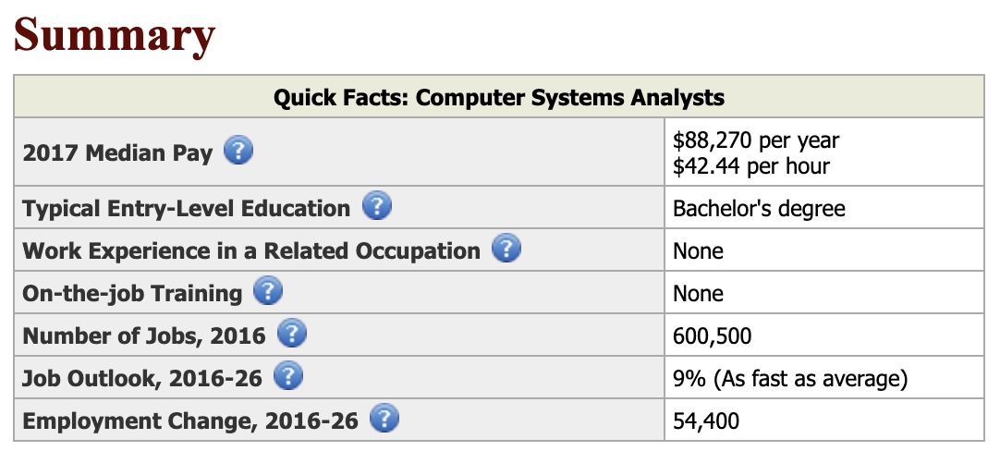 Summary
Quick Facts: Computer Systems Analysts
2017 Median Pay ? $88,270 per year
$42.44 per hour
Typical Entry-Level Education ? Bachelor's degree
Work Experience in a Related Occupation ? None
On-the-job Training ? None
Number of Jobs, 2016 ? 600,500
Job Outlook, 2016-26 ? 9% (As fast as average)
Employment Change, 2016-26 ? 54,400